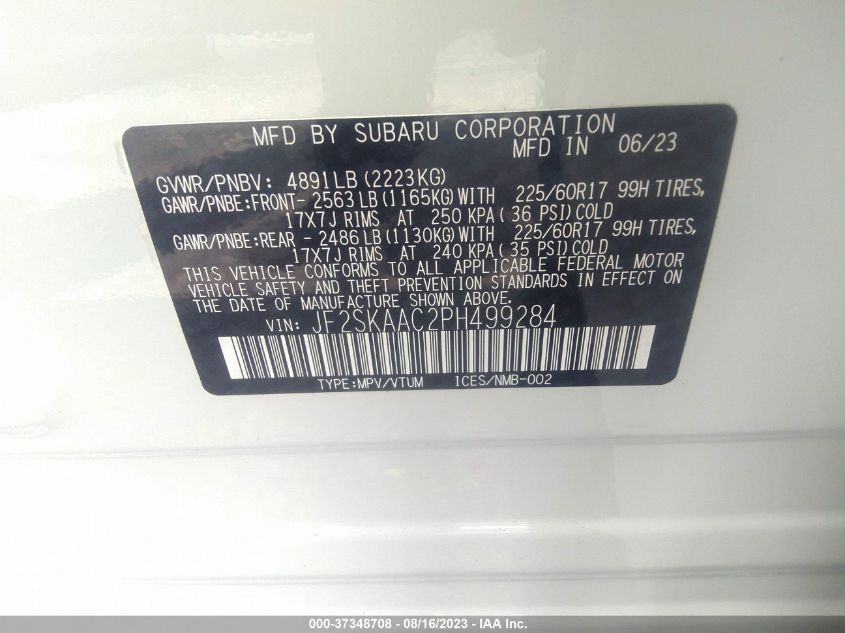 MFD BY SUBARU CORPORATION
MFD IN 06/23
GVWR/PNBV: 4891LB(2223KG)
GAWR/PNBE:FRONT- 2563LB(1165KG)WITH 225/60R17 99H TIRES,
17X7J RIMS AT 250 KPA(36 PSI)COLD
GAWR/PNBE:REAR - 2486LB(1130KG)WITH 225/60R17 99H TIRES,
17X7J RIMS AT 240 KPA(35 PSI)COLD
THIS VEHICLE CONFORMS TO ALL APPLICABLE FEDERAL MOTOR
VEHICLE SAFETY AND THEFT PREVENTION STANDARDS IN EFFECT ON
THE DATE OF MANUFACTURE SHOWN ABOVE.
VIN: JF2SKAAC2PH499284
TYPE:MPV/VTUM ICES/NMB-002
000-37348708 - 08/16/2023 - IAA Inc.